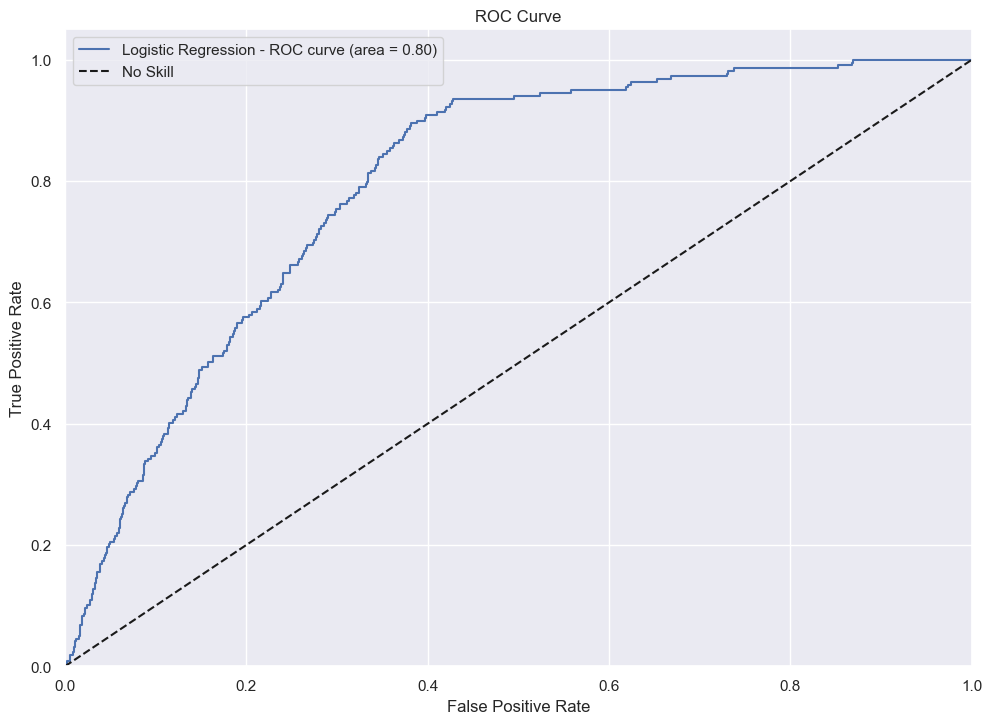 ROC Curve
Logistic Regression - ROC curve (area = 0.80)
No Skill
True Positive Rate
1.0
0.8
0.6
0.4
0.2
0.0
0.0 0.2 0.4 0.6 0.8 1.0
False Positive Rate